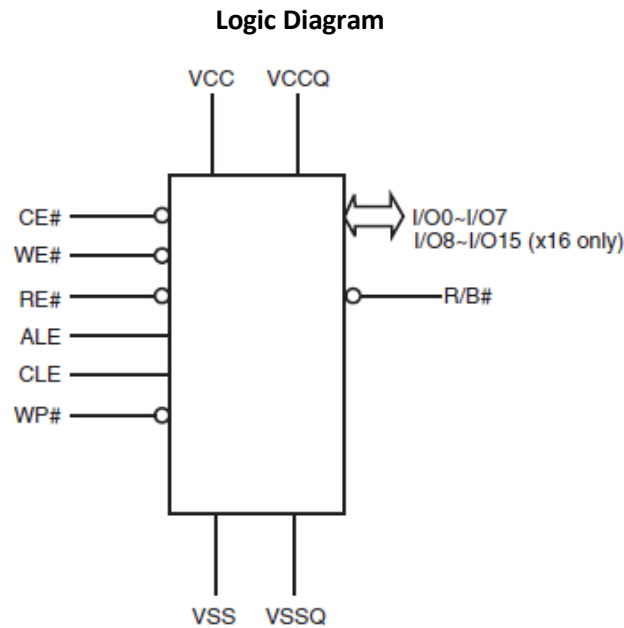 Logic Diagram
VCC VCCQ
CE#
I/O0~I/O7
I/O8~I/O15 (x16 only)
WE#
RE#
R/B#
ALE
CLE
WP#
VSS VSSQ